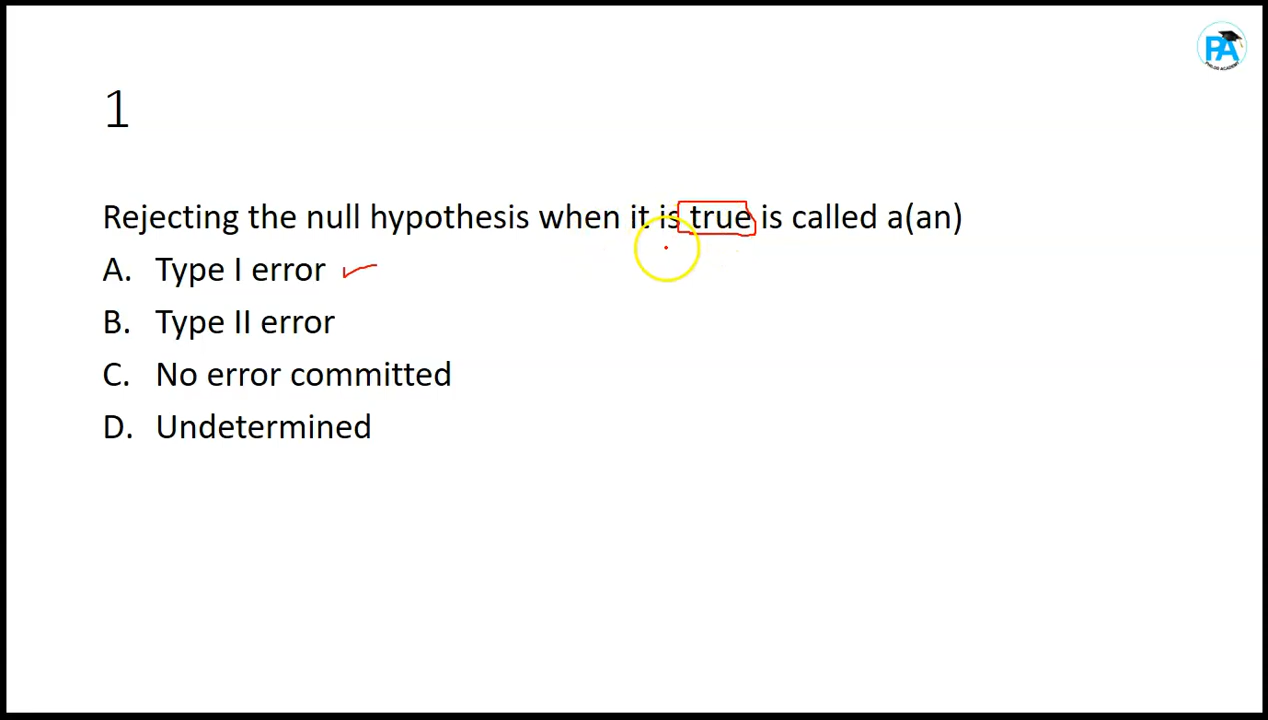 PA
1
Rejecting the null hypothesis when it is true is called a(an)
A. Type I error
B. Type II error
C. No error committed
D. Undetermined